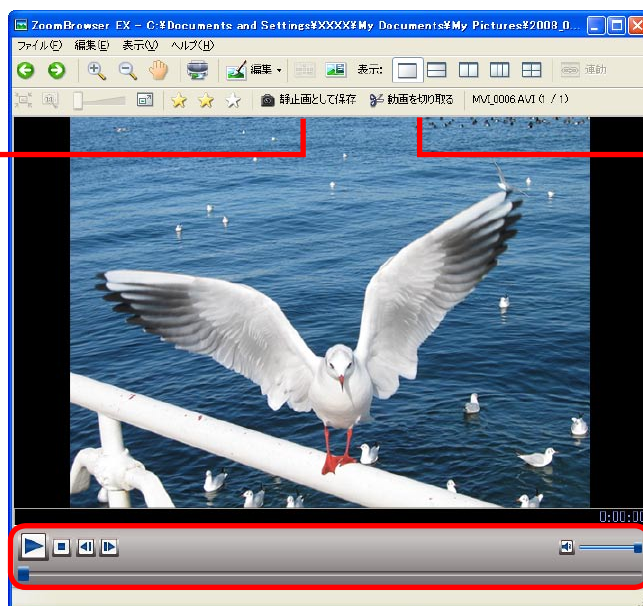 ZoomBrowser EX - C:¥Documents and Settings¥XXXX¥My Documents¥My Pictures¥2008_0...
ファイル(F) 編集(E) 表示(V) ヘルプ(H)
編集 表示: 連動
静止画として保存 動画を切り取る MVI_0006.AVI (1 / 1)
0:00:00